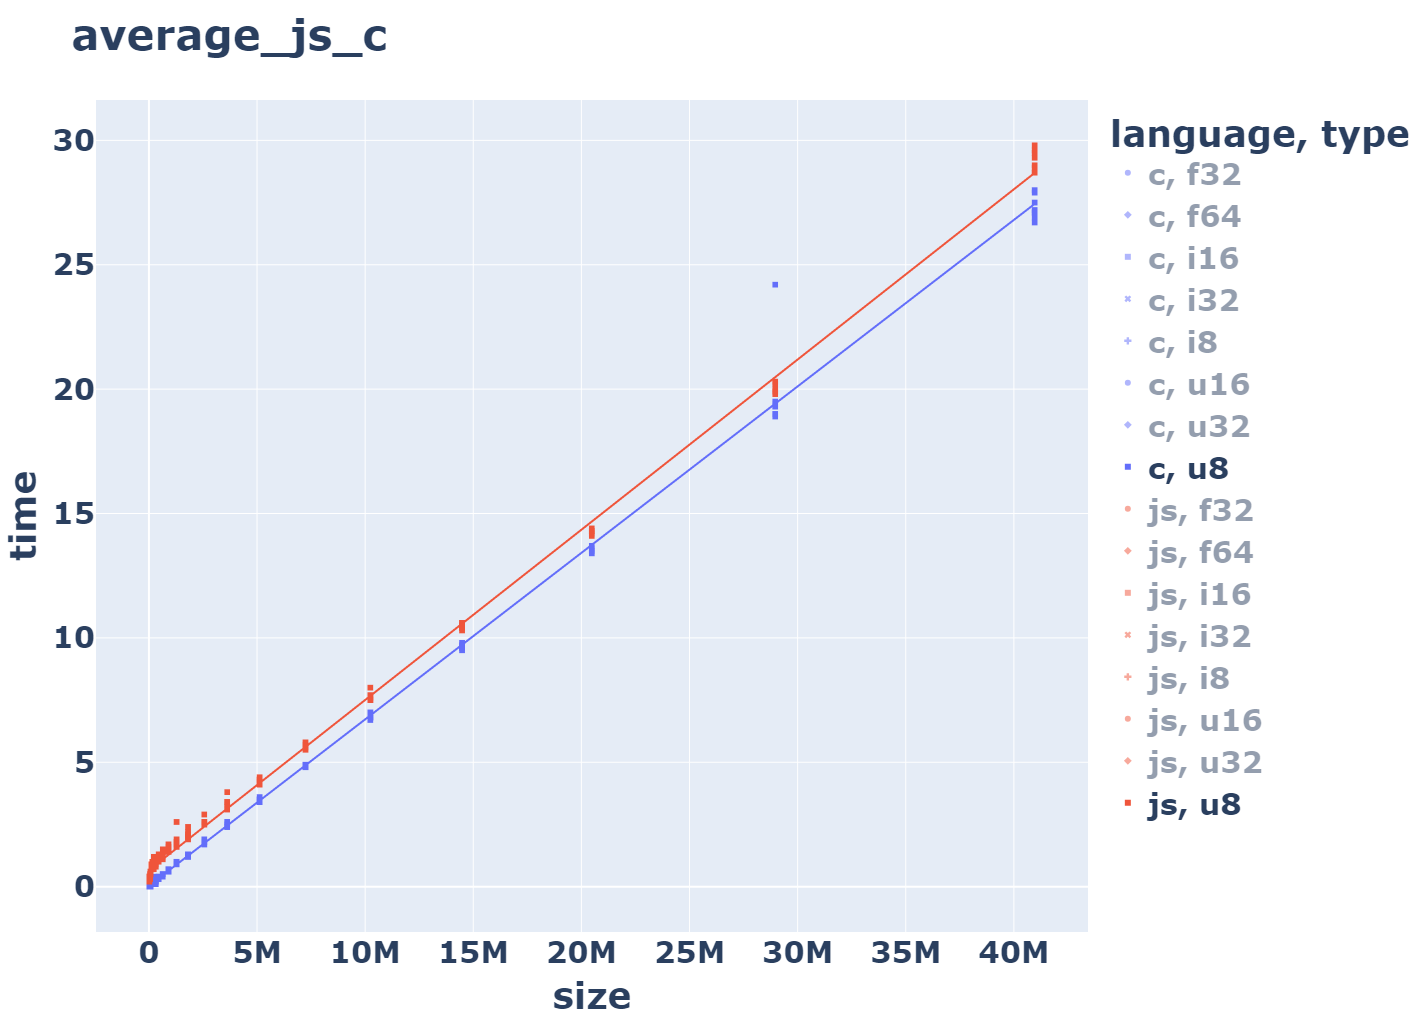 average_js_c
30
25
20
15
10
5
0
time
0 5M 10M 15M 20M 25M 30M 35M 40M
size
language, type
c, f32
c, f64
c, i16
c, i32
c, i8
c, u16
c, u32
c, u8
js, f32
js, f64
js, i16
js, i32
js, i8
js, u16
js, u32
js, u8